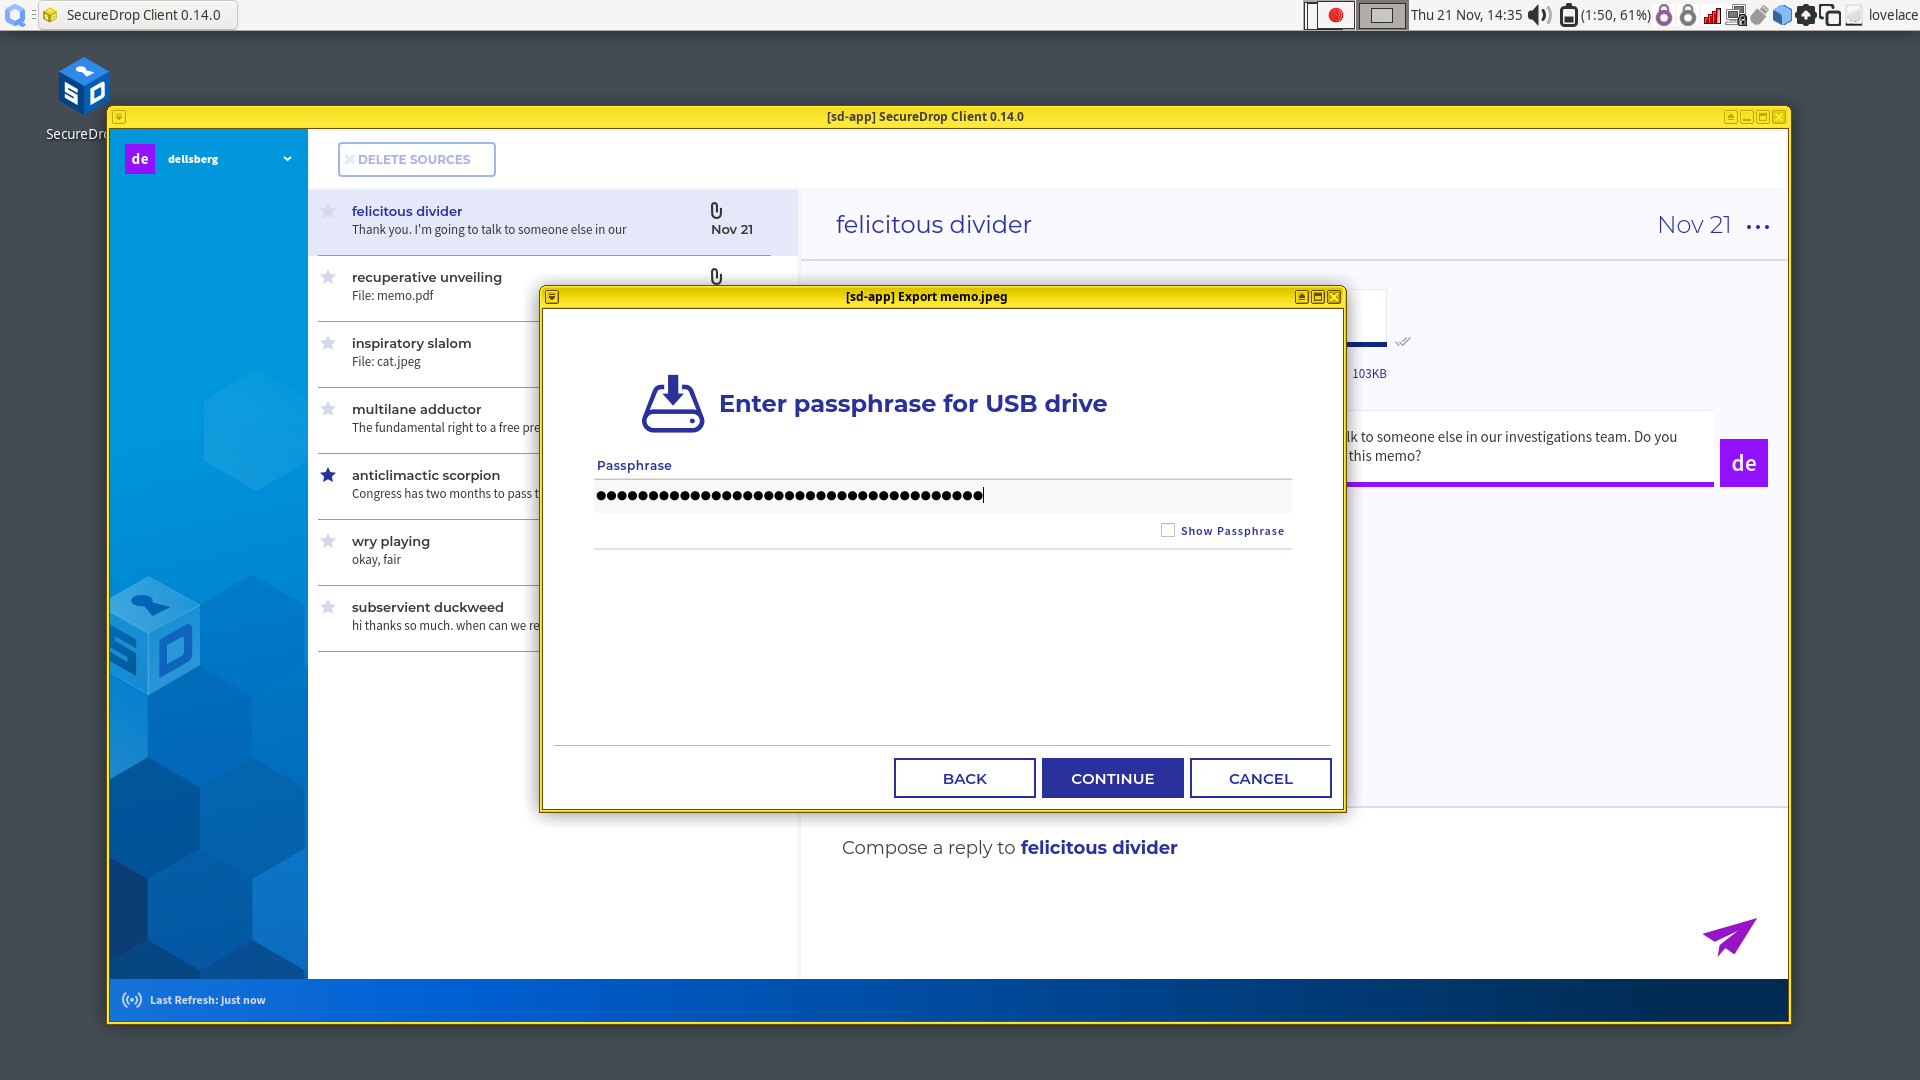 SecureDrop Client 0.14.0
Thu 21 Nov, 14:35
(1:50, 61%)
lovelace
SD
[sd-app] SecureDrop Client 0.14.0
de
dellsberg
DELETE SOURCES
felicitous divider
Thank you. I'm going to talk to someone else in our
Nov 21
recuperative unveiling
File: memo.pdf
inspiratory slalom
File: cat.jpeg
multilane adductor
The fundamental right to a free pre
anticlimactic scorpion
Congress has two months to pass t
wry playing
okay, fair
subservient duckweed
hi thanks so much. when can we re
felicitous divider
Nov 21
103KB
lk to someone else in our investigations team. Do you
this memo?
de
[sd-app] Export memo.jpeg
Enter passphrase for USB drive
Passphrase
Show Passphrase
BACK
CONTINUE
CANCEL
Compose a reply to felicitous divider
SD
Last Refresh: just now